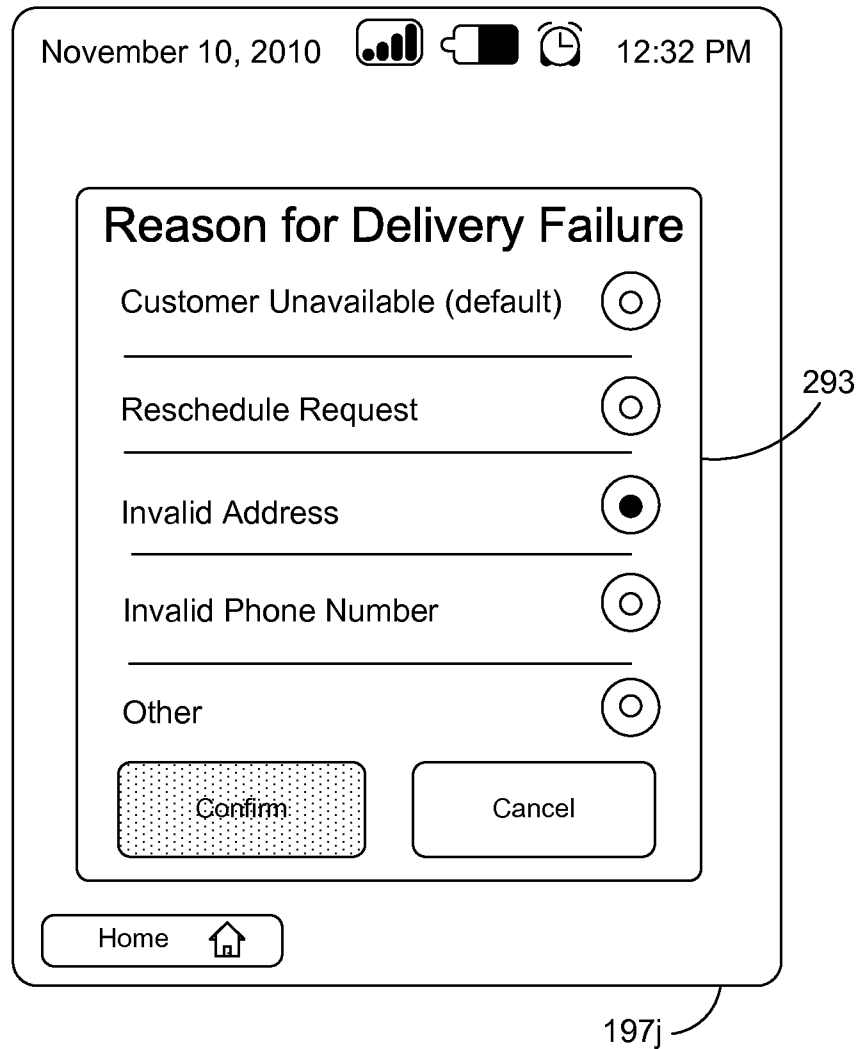 November 10, 2010 12:32 PM
Reason for Delivery Failure
Customer Unavailable (default)
293
Reschedule Request
Invalid Address
Invalid Phone Number
Other
Confirm Cancel
Home
197j